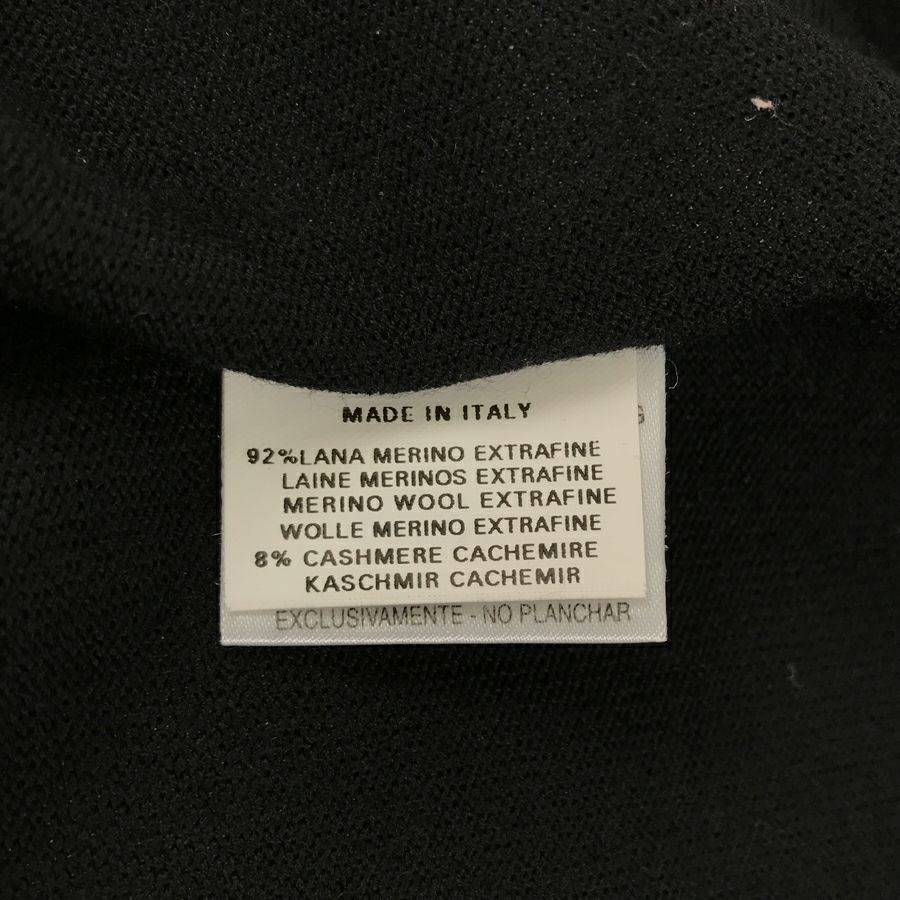 MADE IN ITALY
92%LANA MERINO EXTRAFINE
LAINE MERINOS EXTRAFINE
MERINO WOOL EXTRAFINE
WOLLE MERINO EXTRAFINE
8% CASHMERE CACHEMIRE
KASCHMIR CACHEMIR
EXCLUSIVAMENTE - NO PLANCHAR